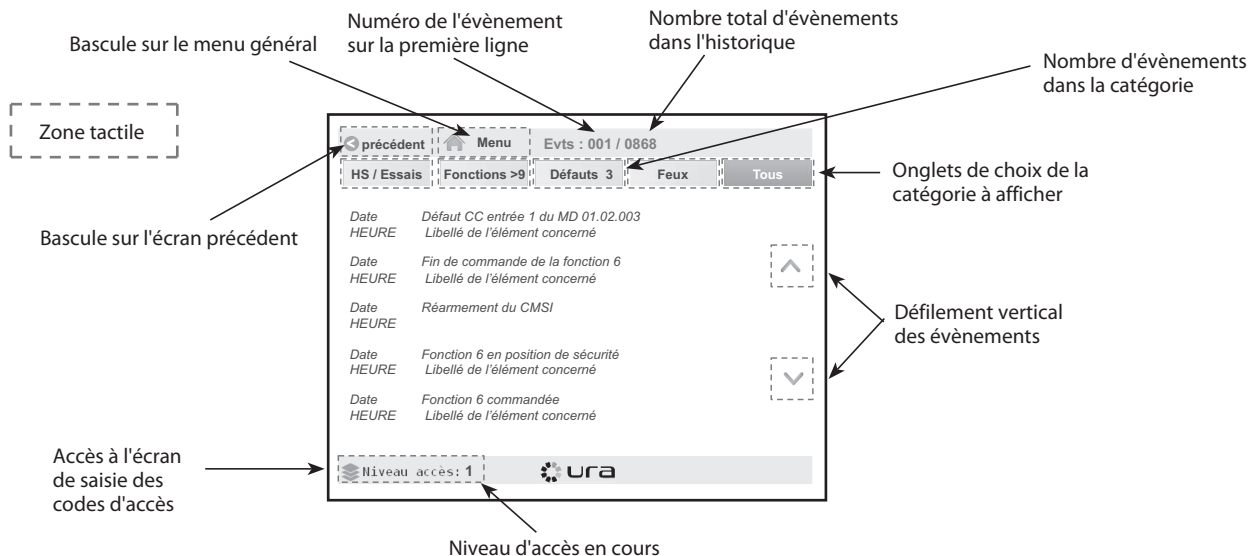 Numéro de l'évènement
sur la première ligne
Nombre total d'évènements
dans l'historique
Bascule sur le menu général
Nombre d'évènements
dans la catégorie
Zone tactile
précédent
Menu
Evts : 001 / 0868
HS / Essais
Fonctions >9
Défauts 3
Feux
Tous
Onglets de choix de la
catégorie à afficher
Bascule sur l'écran précédent
Date Défaut CC entrée 1 du MD 01.02.003
HEURE Libellé de l'élément concerné
Date Fin de commande de la fonction 6
HEURE Libellé de l'élément concerné
Date Réarmement du CMSI
HEURE
Date Fonction 6 en position de sécurité
HEURE Libellé de l'élément concerné
Date Fonction 6 commandée
HEURE Libellé de l'élément concerné
Défilement vertical
des évènements
Accès à l'écran
de saisie des
codes d'accès
Niveau accès: 1
ura
Niveau d'accès en cours